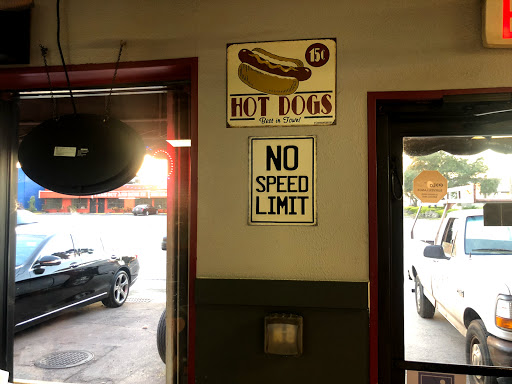 15¢
HOT DOGS
Best in Town!
NO
SPEED
LIMIT